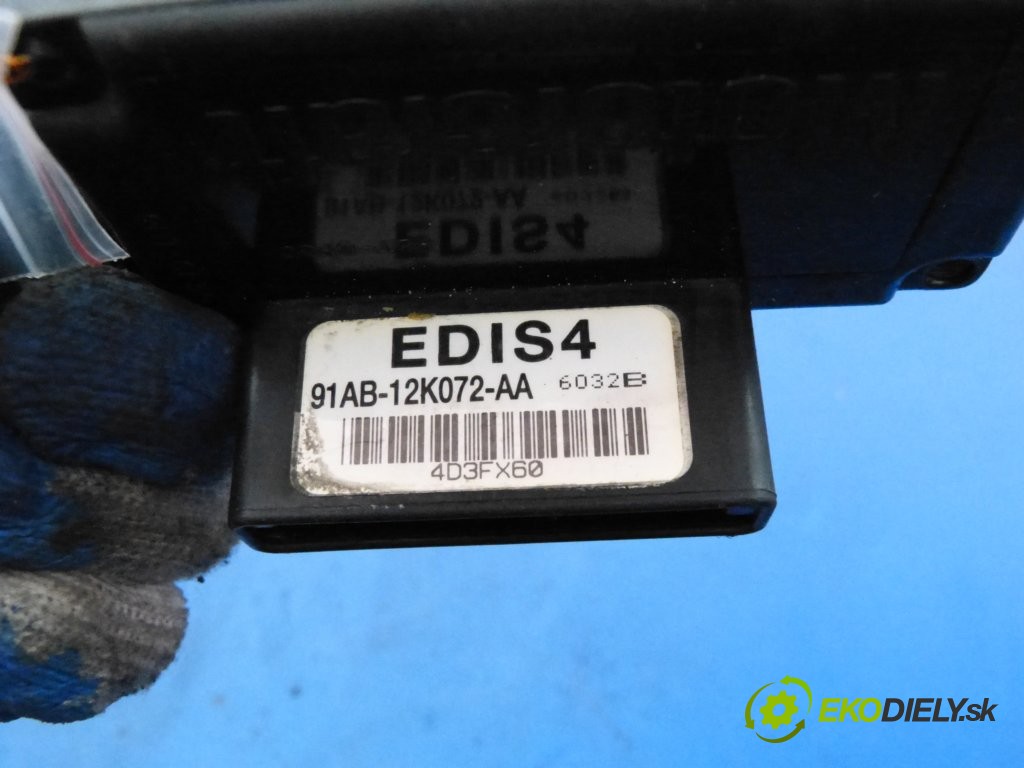 EDIS4
91AB-12K072-AA 6032B
4D3FX60
EKODIELY.sk